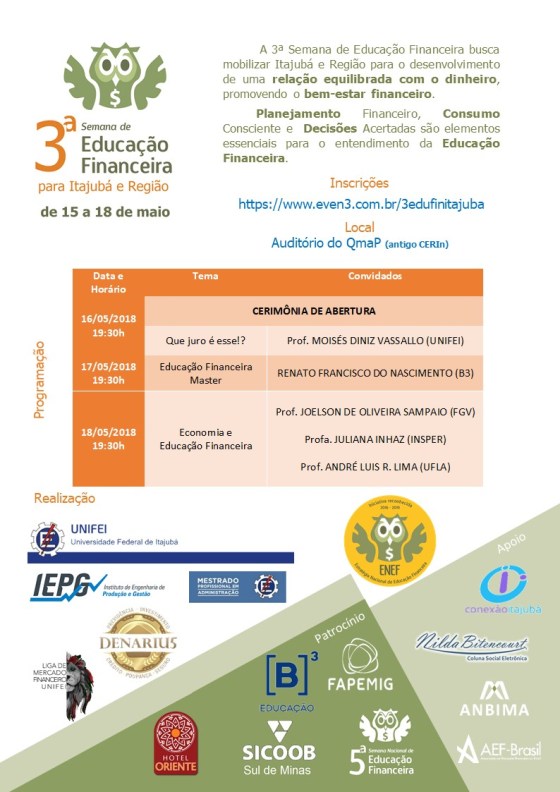 3ª Semana de
Educação
Financeira
para Itajubá e Região
de 15 a 18 de maio
A 3ª Semana de Educação Financeira busca
mobilizar Itajubá e Região para o desenvolvimento
de uma relação equilibrada com o dinheiro,
promovendo o bem-estar financeiro.
Planejamento Financeiro, Consumo
Consciente e Decisões Acertadas são elementos
essenciais para o entendimento da Educação
Financeira.
Inscrições
https://www.even3.com.br/3edufinitajuba
Local
Auditório do QmaP (antigo CERIn)
Programação
Data e Horário
Tema
Convidados
16/05/2018
19:30h
CERIMÔNIA DE ABERTURA
Que juro é esse!?
Prof. MOISÉS DINIZ VASSALLO (UNIFEI)
17/05/2018
19:30h
Educação Financeira
Master
RENATO FRANCISCO DO NASCIMENTO (B3)
18/05/2018
19:30h
Economia e
Educação Financeira
Prof. JOELSON DE OLIVEIRA SAMPAIO (FGV)
Profa. JULIANA INHAZ (INSPER)
Prof. ANDRÉ LUIS R. LIMA (UFLA)
Realização
UNIFEI
Universidade Federal de Itajubá
IEPG
Instituto de Engenharia de
Produção e Gestão
MESTRADO
PROFISSIONAL EM
ADMINISTRAÇÃO
DENARIUS
LIGA DE
MERCADO
FINANCEIRO
UNIFEI
ENEF
Estratégia Nacional de Educação Financeira
Patrocínio
[B]³
EDUCAÇÃO
FAPEMIG
HOTEL
ORIENTE
SICOOB
Sul de Minas
5ª Semana Nacional de
Educação
Financeira
Apoio
conexãoitajubá
Nilda Bitencourt
Coluna Social Eletrônica
ANBIMA
AEF-Brasil